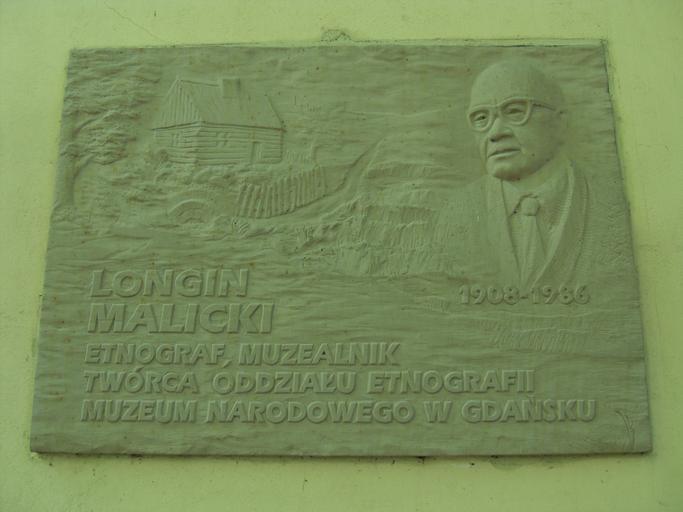 LONGIN
MALICKI
1908-1986
ETNOGRAF, MUZEALNIK
TWÓRCA ODDZIAŁU ETNOGRAFII
MUZEUM NARODOWEGO W GDAŃSKU